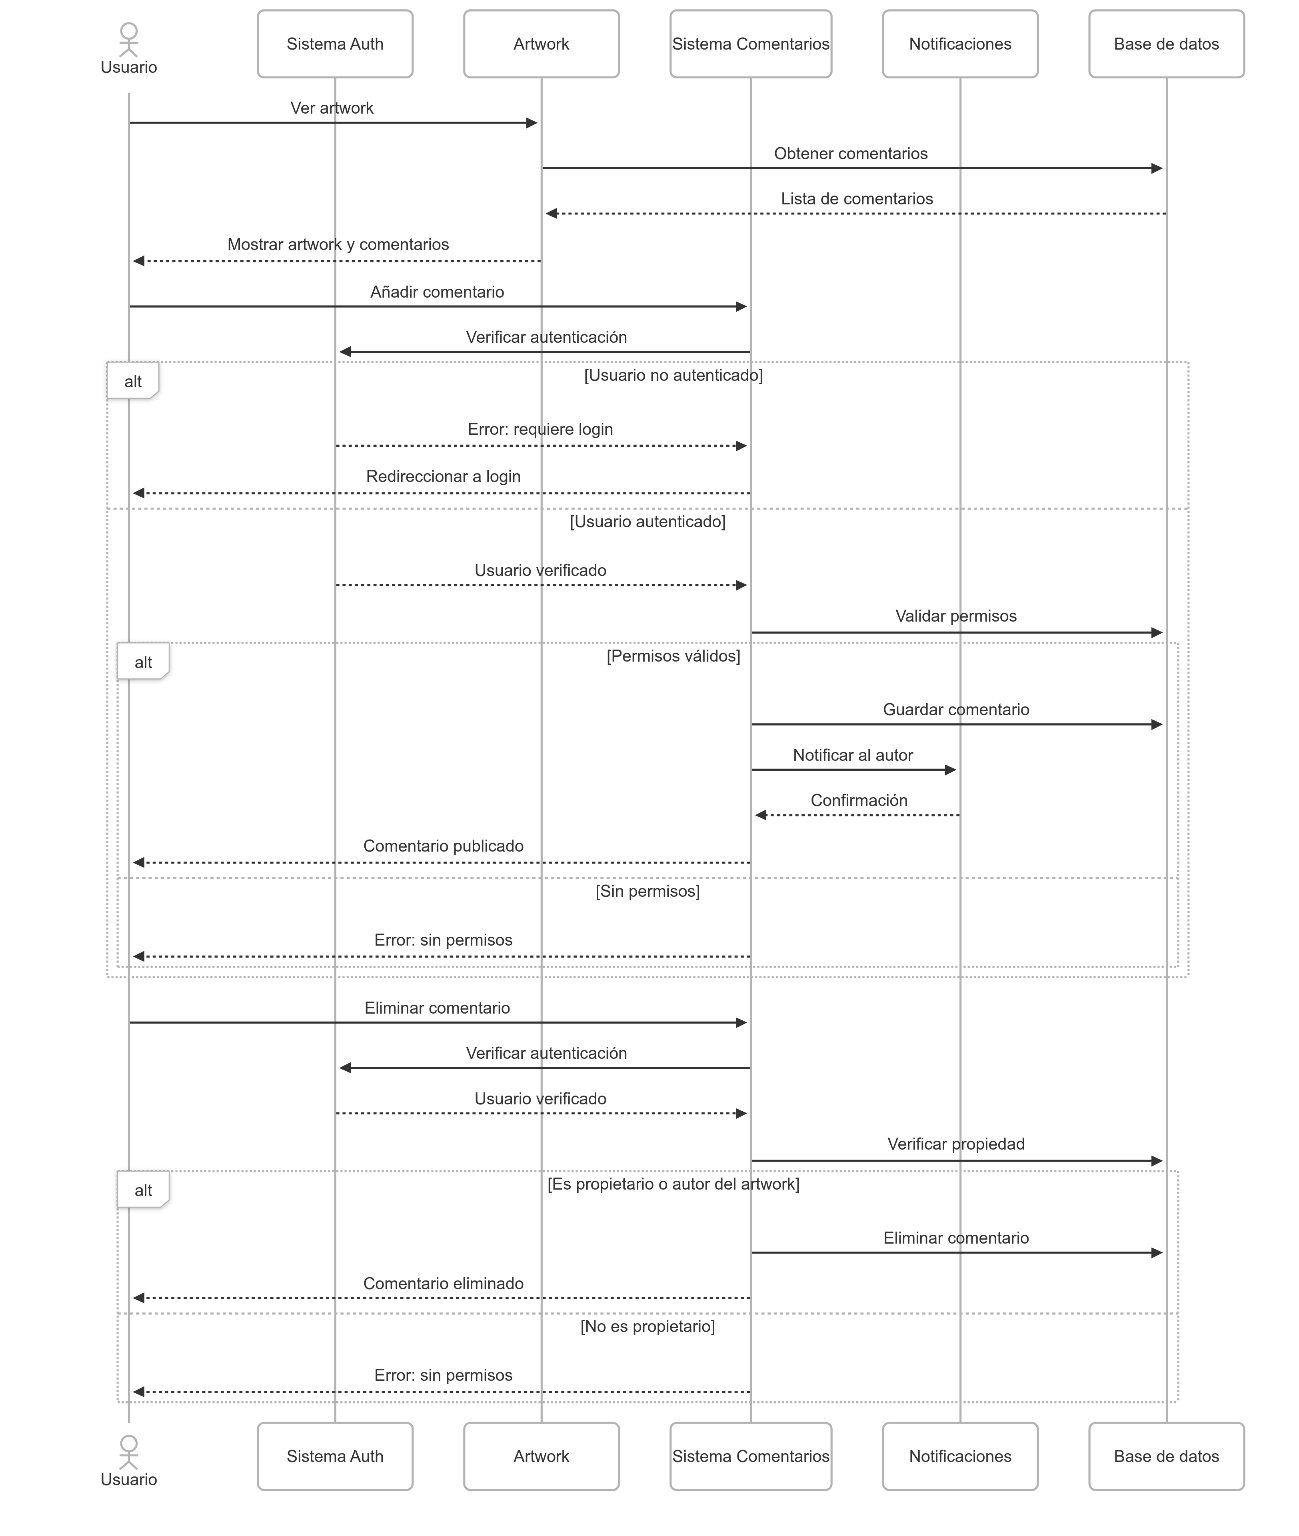 Usuario
Sistema Auth
Artwork
Sistema Comentarios
Notificaciones
Base de datos
Ver artwork
Obtener comentarios
Lista de comentarios
Mostrar artwork y comentarios
Añadir comentario
Verificar autenticación
alt
[Usuario no autenticado]
Error: requiere login
Redireccionar a login
[Usuario autenticado]
Usuario verificado
Validar permisos
alt
[Permisos válidos]
Guardar comentario
Notificar al autor
Confirmación
Comentario publicado
[Sin permisos]
Error: sin permisos
Eliminar comentario
Verificar autenticación
Usuario verificado
Verificar propiedad
alt
[Es propietario o autor del artwork]
Eliminar comentario
Comentario eliminado
[No es propietario]
Error: sin permisos
Usuario
Sistema Auth
Artwork
Sistema Comentarios
Notificaciones
Base de datos